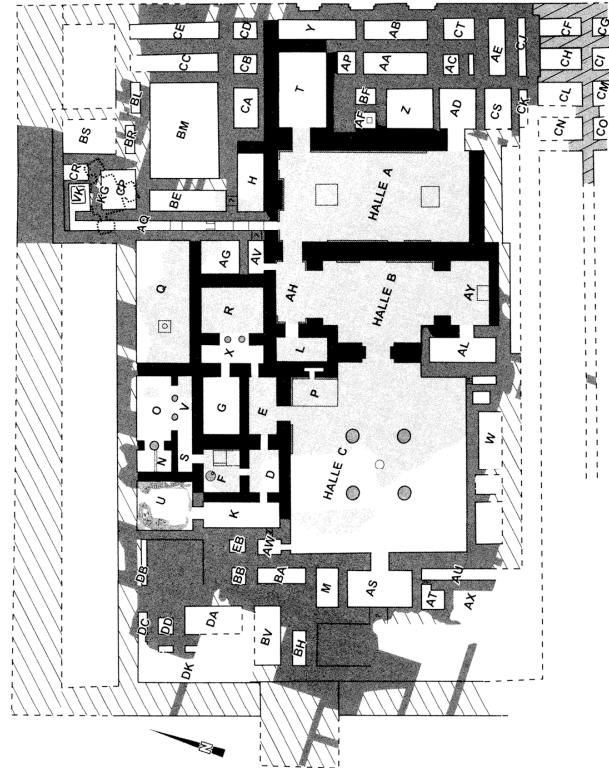 CE CD Y AB CT CF CG
CC CB AP AA AC AE CJ CH CI
BL T
BM CA BF Z AD CS CK CL CM
AF
BS BR CN CO
CR
VK KG CP BE H HALLE A
AQ
AG AV
Q R AH HALLE B AY
X L AL
O V G E P
N S F D W
U K HALLE C
EB AW
DB BB BA M AS AU
AT AX
DC DD DA BV BH
DK
N